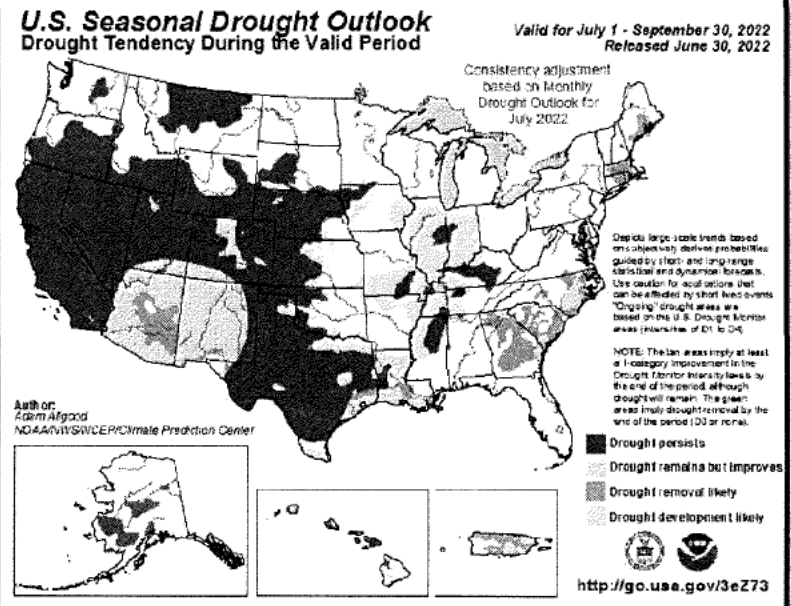 U.S. Seasonal Drought Outlook
Drought Tendency During the Valid Period
Valid for July 1 - September 30, 2022
Released June 30, 2022
Consistency adjustment
based on Monthly
Drought Outlook for
July 2022
Depicts large-scale trends based
on subjectively derived probabilities
guided by short- and long-range
statistical and dynamical forecasts.
Use caution for applications that
can be affected by short lived events.
"Ongoing" drought areas are
based on the U.S. Drought Monitor
areas (intensities of D1 to D4).
NOTE: The tan areas imply at least
a 1-category improvement in the
Drought Monitor intensity levels by
the end of the period, although
drought will remain. The green
areas imply drought removal by the
end of the period (D0 or none).
Author:
Adam Allgood
NOAA/NWS/NCEP/Climate Prediction Center
Drought persists
Drought remains but improves
Drought removal likely
Drought development likely
http://go.usa.gov/3eZ73